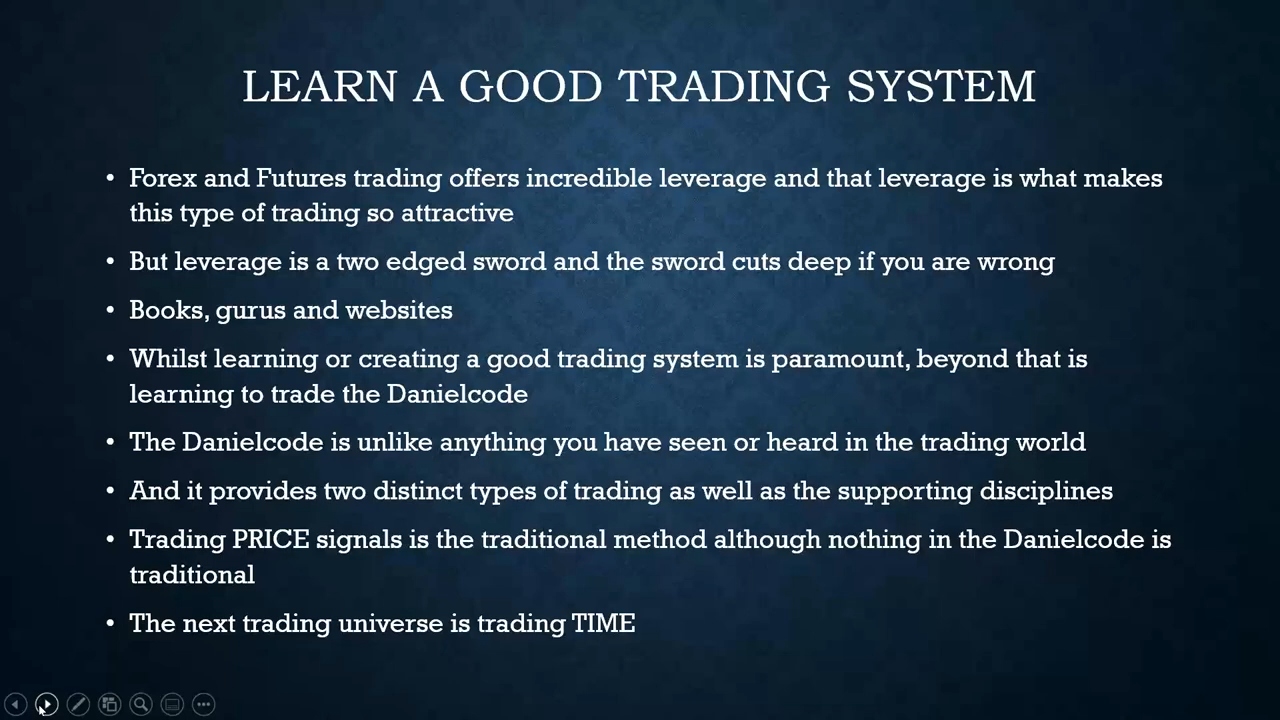 LEARN A GOOD TRADING SYSTEM
• Forex and Futures trading offers incredible leverage and that leverage is what makes
this type of trading so attractive
• But leverage is a two edged sword and the sword cuts deep if you are wrong
• Books, gurus and websites
• Whilst learning or creating a good trading system is paramount, beyond that is
learning to trade the Danielcode
• The Danielcode is unlike anything you have seen or heard in the trading world
• And it provides two distinct types of trading as well as the supporting disciplines
• Trading PRICE signals is the traditional method although nothing in the Danielcode is
traditional
• The next trading universe is trading TIME